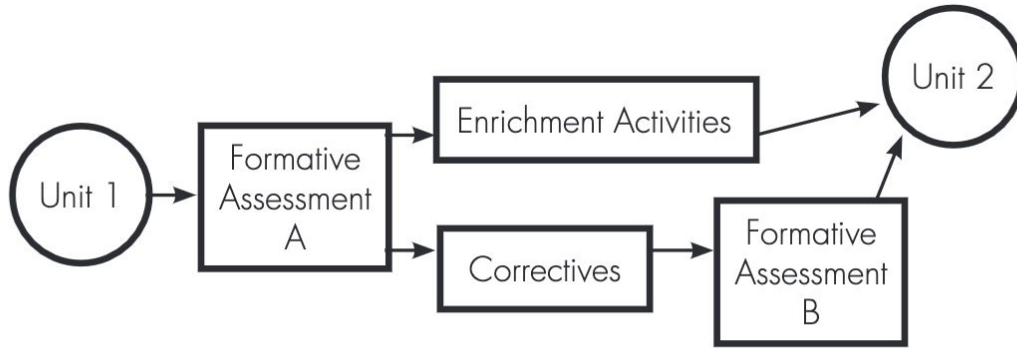 Unit 1
Formative
Assessment
A
Enrichment Activities
Correctives
Formative
Assessment
B
Unit 2